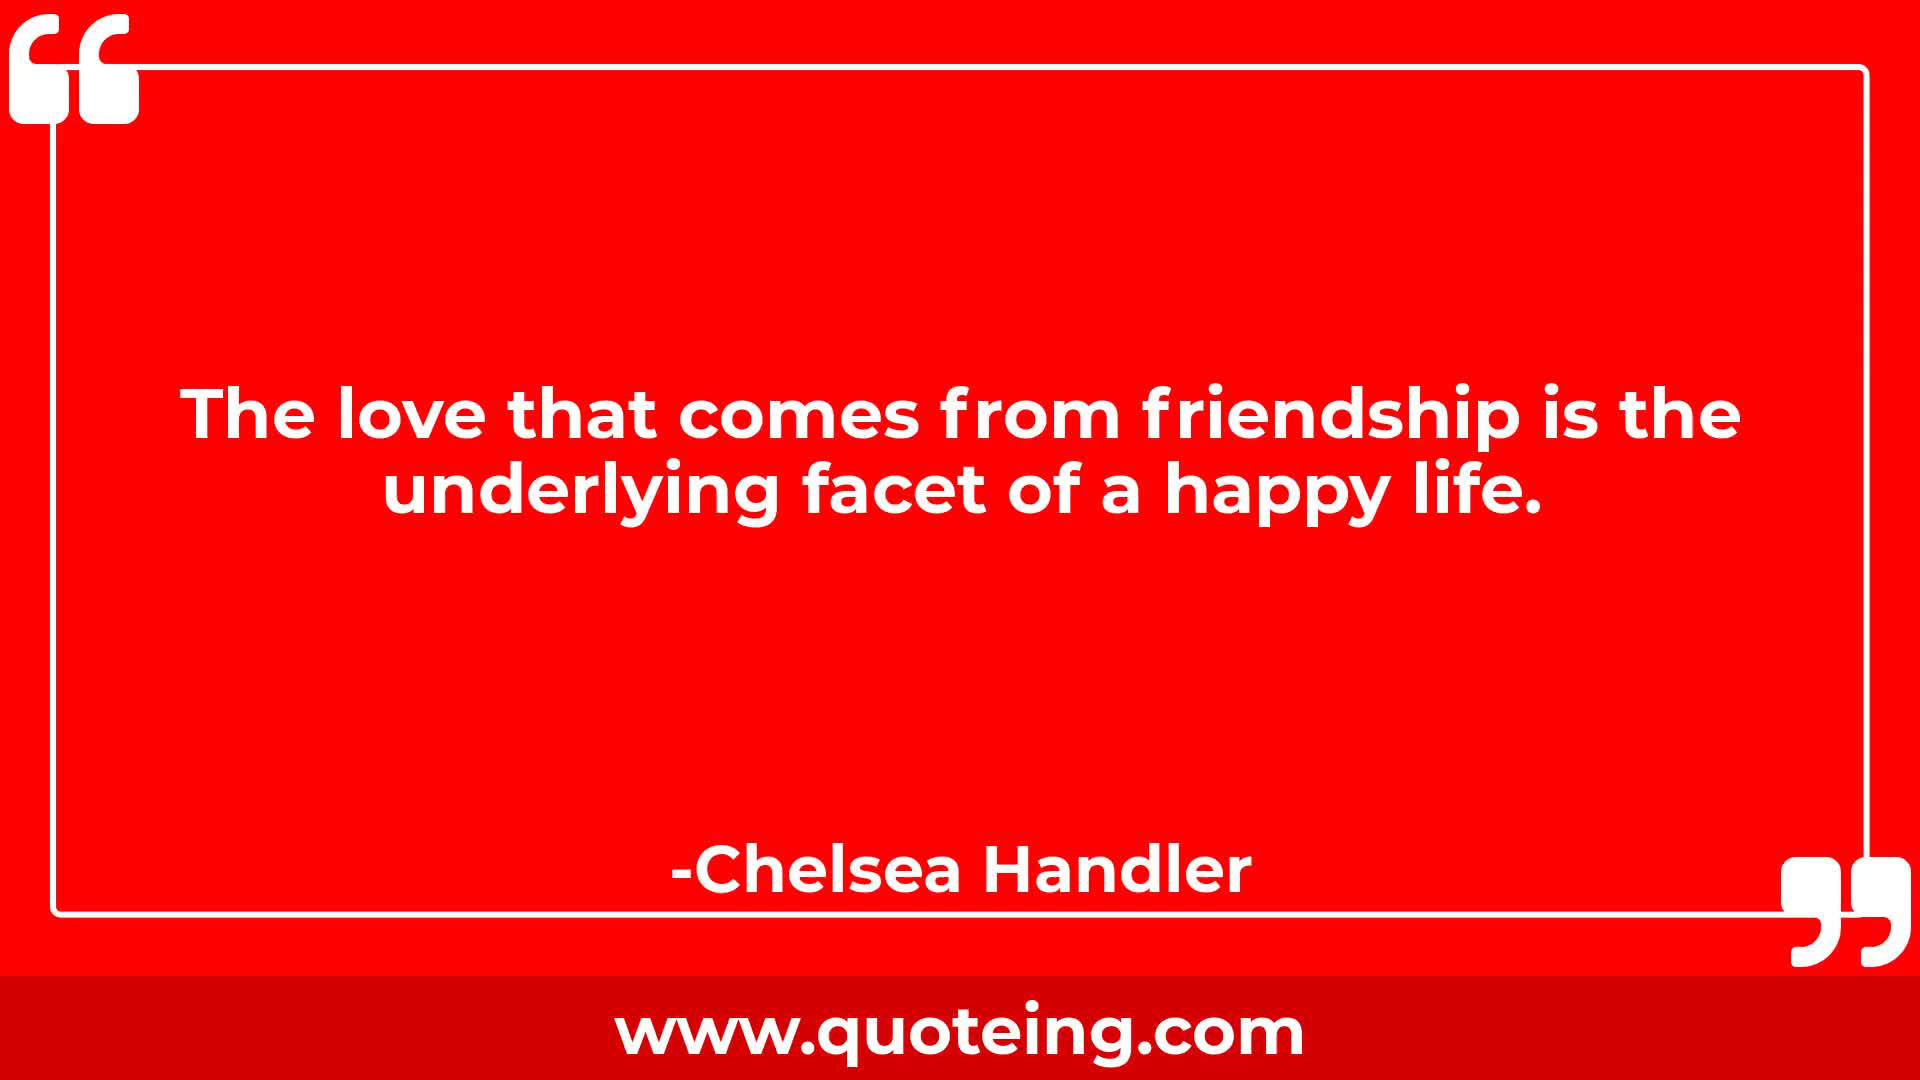 The love that comes from friendship is the
underlying facet of a happy life.
-Chelsea Handler
www.quoteing.com